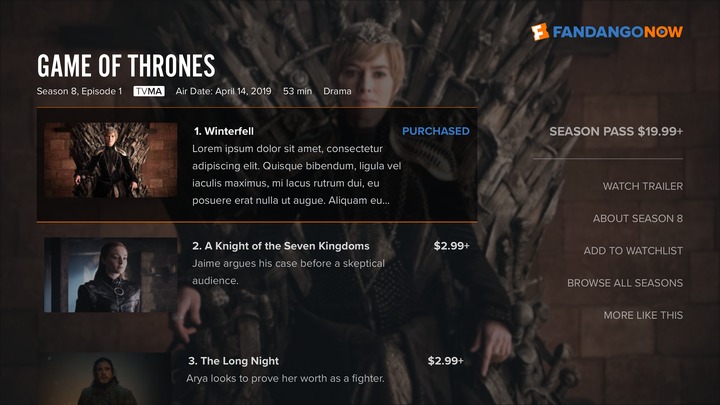 FANDANGONOW
GAME OF THRONES
Season 8, Episode 1 TVMA Air Date: April 14, 2019 53 min Drama
1. Winterfell PURCHASED
Lorem ipsum dolor sit amet, consectetur
adipiscing elit. Quisque bibendum, ligula vel
iaculis maximus, mi lacus rutrum dui, eu
posuere erat nulla ut augue. Aliquam eu...
2. A Knight of the Seven Kingdoms $2.99+
Jaime argues his case before a skeptical
audience.
3. The Long Night $2.99+
Arya looks to prove her worth as a fighter.
SEASON PASS $19.99+
WATCH TRAILER
ABOUT SEASON 8
ADD TO WATCHLIST
BROWSE ALL SEASONS
MORE LIKE THIS